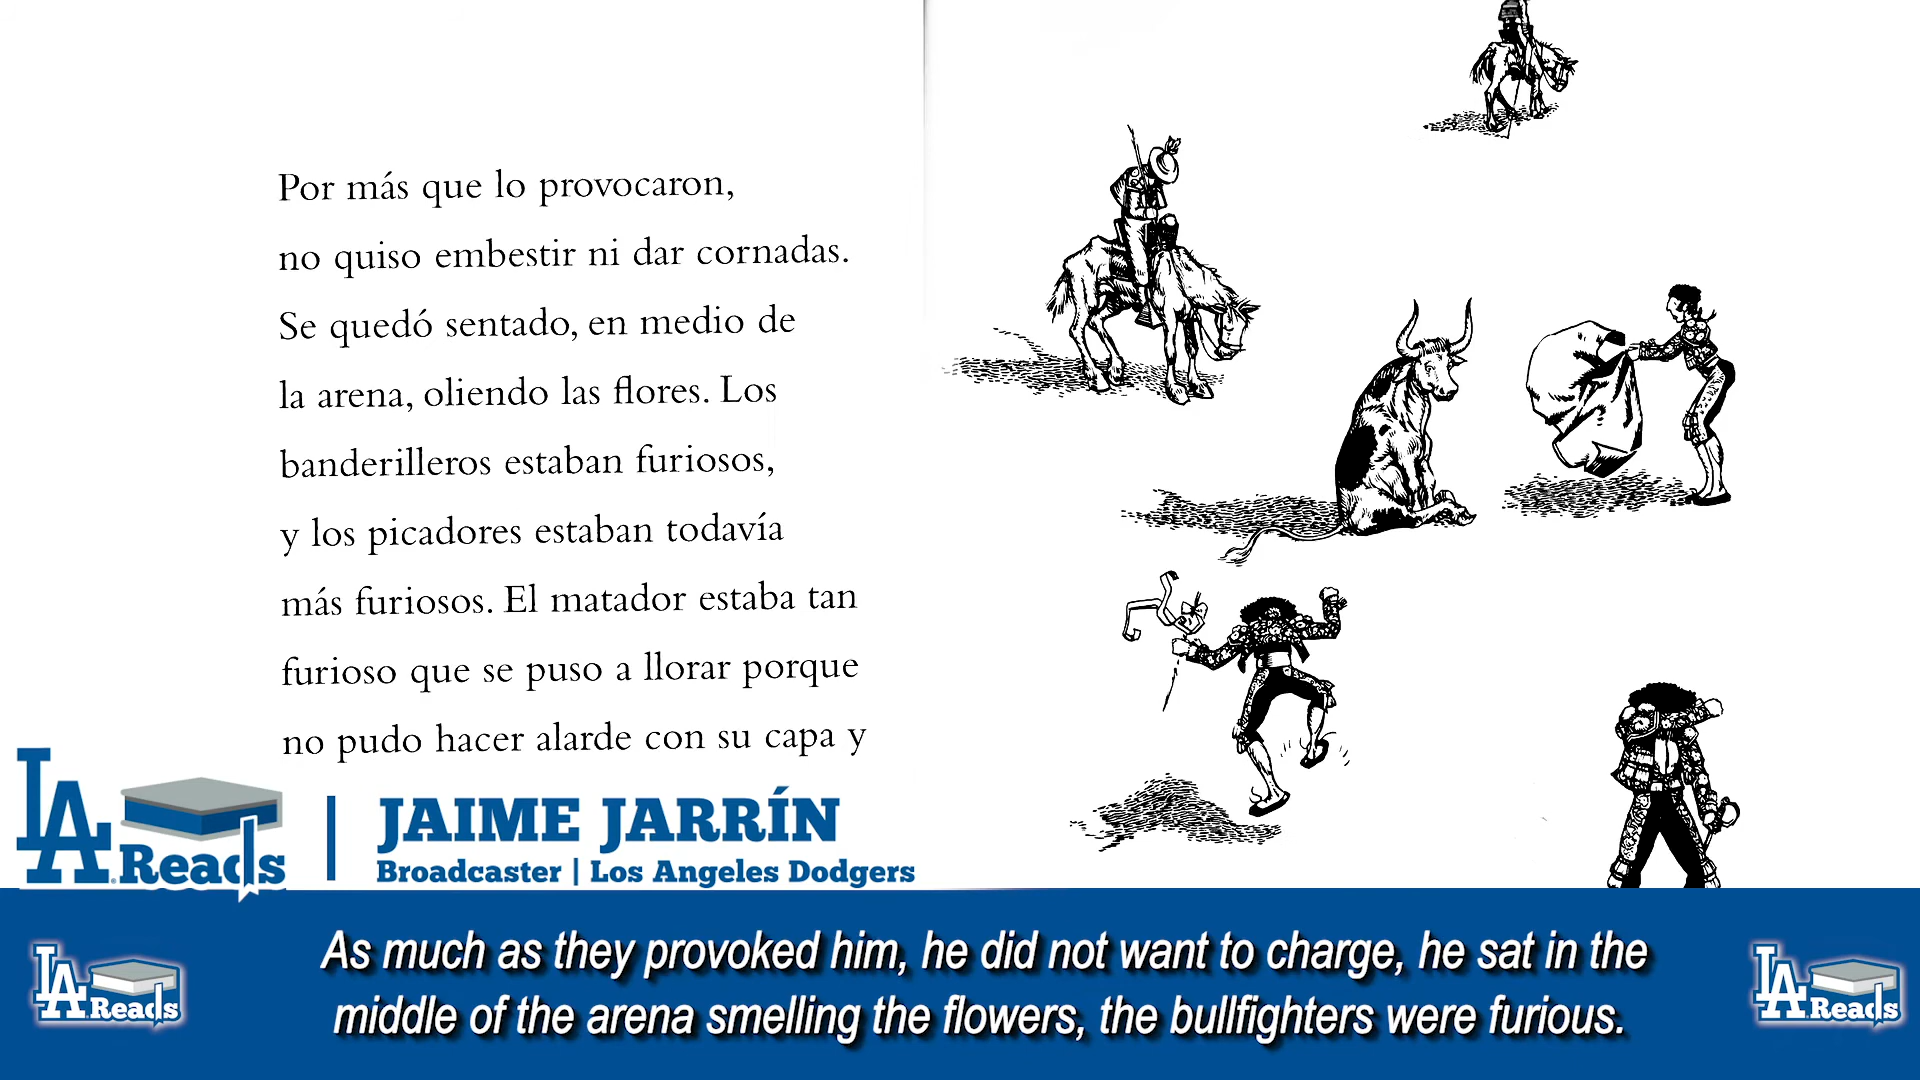 Por más que lo provocaron,
no quiso embestir ni dar cornadas.
Se quedó sentado, en medio de
la arena, oliendo las flores. Los
banderilleros estaban furiosos,
y los picadores estaban todavía
más furiosos. El matador estaba tan
furioso que se puso a llorar porque
no pudo hacer alarde con su capa y
LA Reads
JAIME JARRÍN
Broadcaster | Los Angeles Dodgers
LA Reads
As much as they provoked him, he did not want to charge, he sat in the
middle of the arena smelling the flowers, the bullfighters were furious.
LA Reads